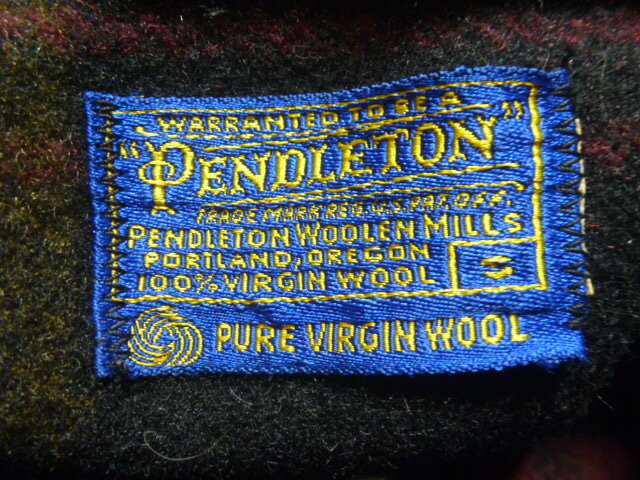 WARRANTED TO BE A
"PENDLETON"
TRADE MARK REG. U.S. PAT. OFF.
PENDLETON WOOLEN MILLS
PORTLAND, OREGON
100% VIRGIN WOOL
PURE VIRGIN WOOL